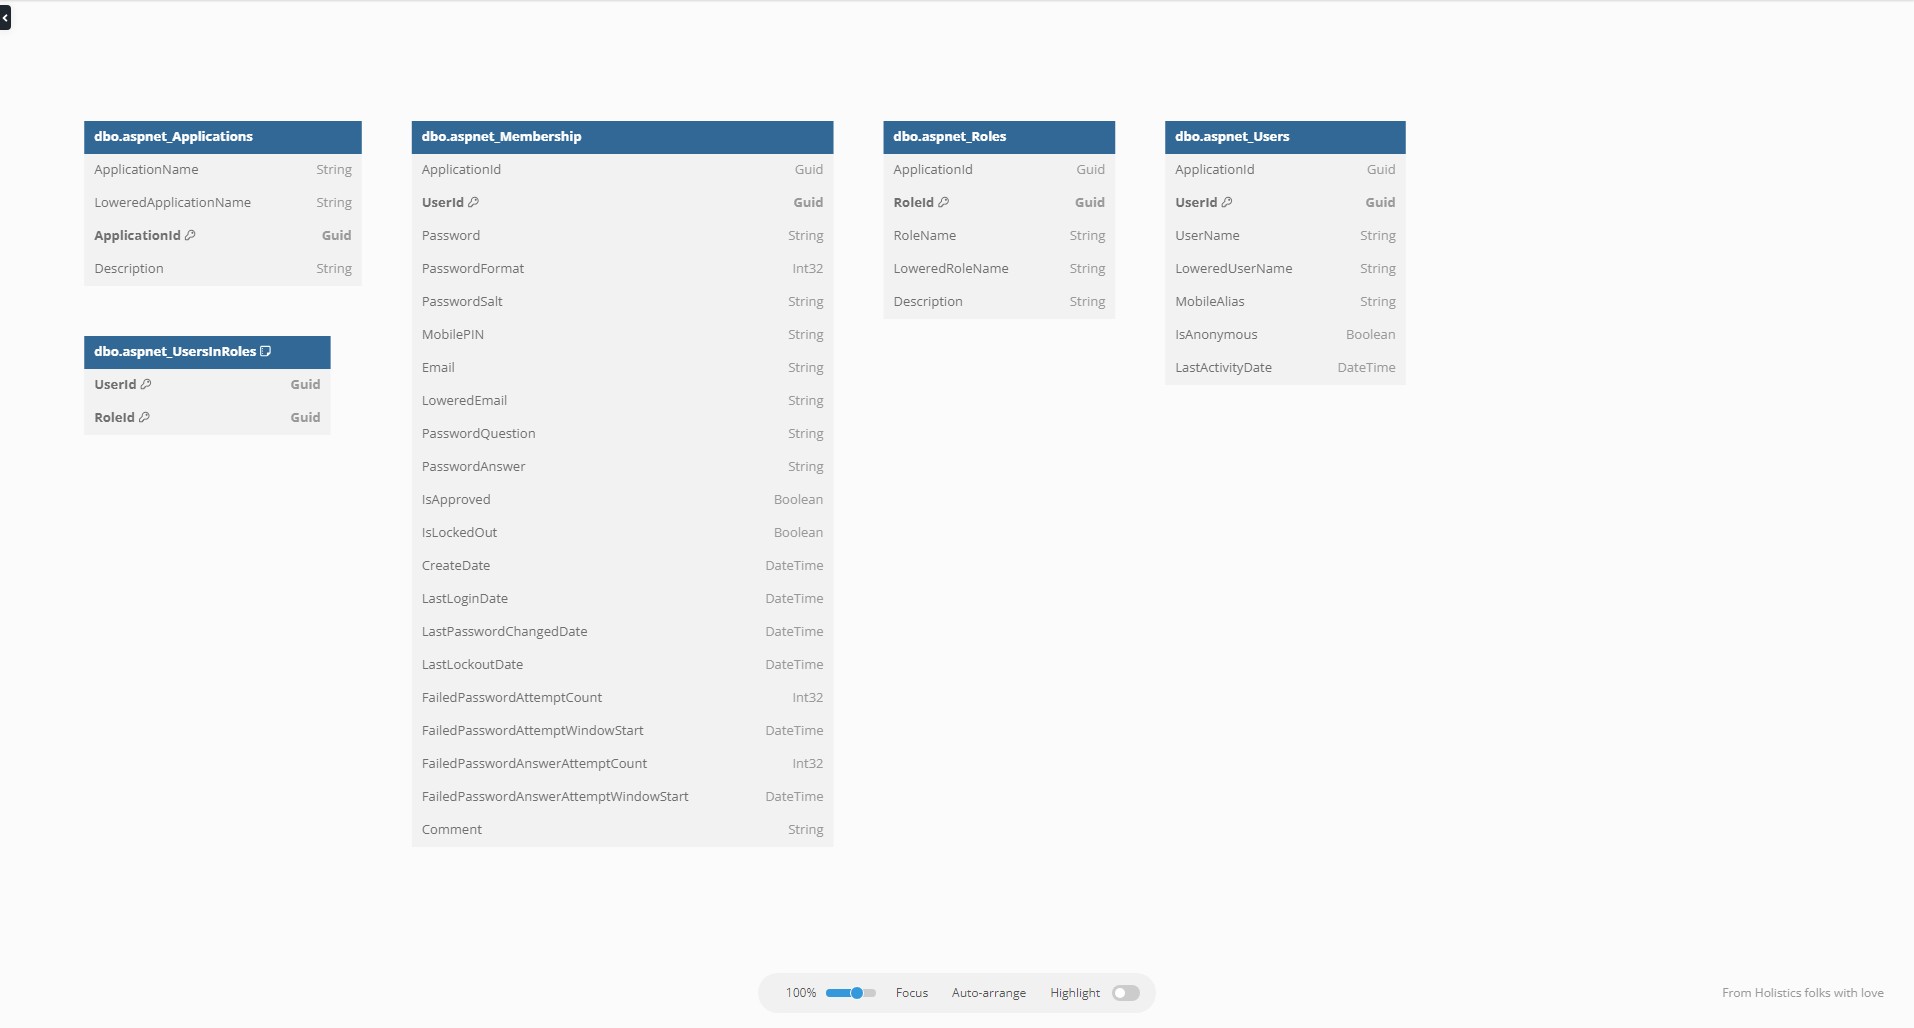 dbo.aspnet_Applications
ApplicationName String
LoweredApplicationName String
ApplicationId Guid
Description String
dbo.aspnet_UsersInRoles
UserId Guid
RoleId Guid
dbo.aspnet_Membership
ApplicationId Guid
UserId Guid
Password String
PasswordFormat Int32
PasswordSalt String
MobilePIN String
Email String
LoweredEmail String
PasswordQuestion String
PasswordAnswer String
IsApproved Boolean
IsLockedOut Boolean
CreateDate DateTime
LastLoginDate DateTime
LastPasswordChangedDate DateTime
LastLockoutDate DateTime
FailedPasswordAttemptCount Int32
FailedPasswordAttemptWindowStart DateTime
FailedPasswordAnswerAttemptCount Int32
FailedPasswordAnswerAttemptWindowStart DateTime
Comment String
dbo.aspnet_Roles
ApplicationId Guid
RoleId Guid
RoleName String
LoweredRoleName String
Description String
dbo.aspnet_Users
ApplicationId Guid
UserId Guid
UserName String
LoweredUserName String
MobileAlias String
IsAnonymous Boolean
LastActivityDate DateTime
100% Focus Auto-arrange Highlight
From Holistics folks with love